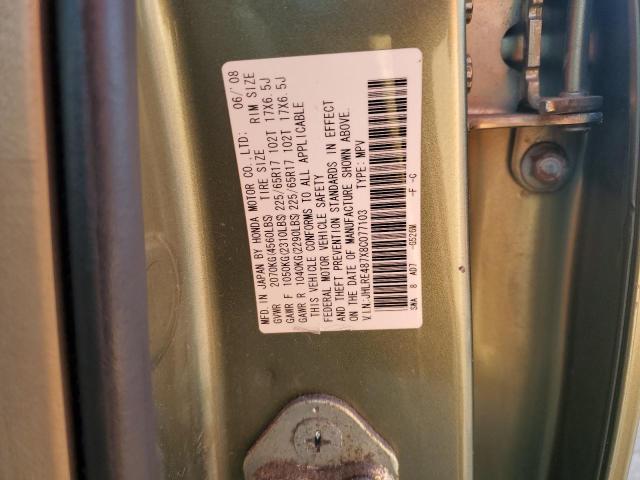 MFD. IN JAPAN BY HONDA MOTOR CO., LTD: 06/'08
GVWR 2070KG(4560LBS) TIRE SIZE RIM SIZE
GAWR F 1050KG(2310LBS) 225/65R17 102T 17X6.5J
GAWR R 1040KG(2290LBS) 225/65R17 102T 17X6.5J
THIS VEHICLE CONFORMS TO ALL APPLICABLE
FEDERAL MOTOR VEHICLE SAFETY
AND THEFT PREVENTION STANDARDS IN EFFECT
ON THE DATE OF MANUFACTURE SHOWN ABOVE.
V.I.N.:JHLRE487X8C077103 TYPE: MPV
SWA 8 A07 -G526M -F -C